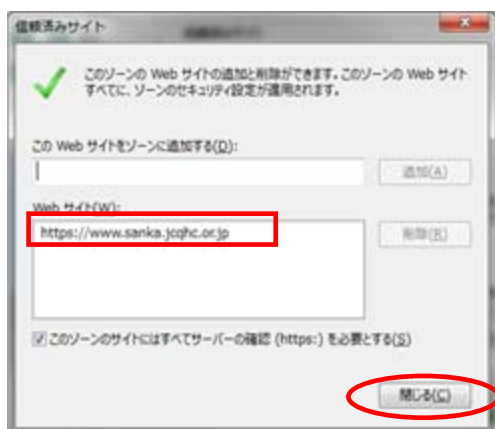 信頼済みサイト
このゾーンの Web サイトの追加と削除ができます。このゾーンの Web サイト
すべてに、ゾーンのセキュリティ設定が適用されます。
この Web サイトをゾーンに追加する(D):
追加(A)
Web サイト(W):
https://www.sanka.jcqhc.or.jp
削除(R)
このゾーンのサイトにはすべてサーバーの確認 (https:) を必要とする(S)
閉じる(C)